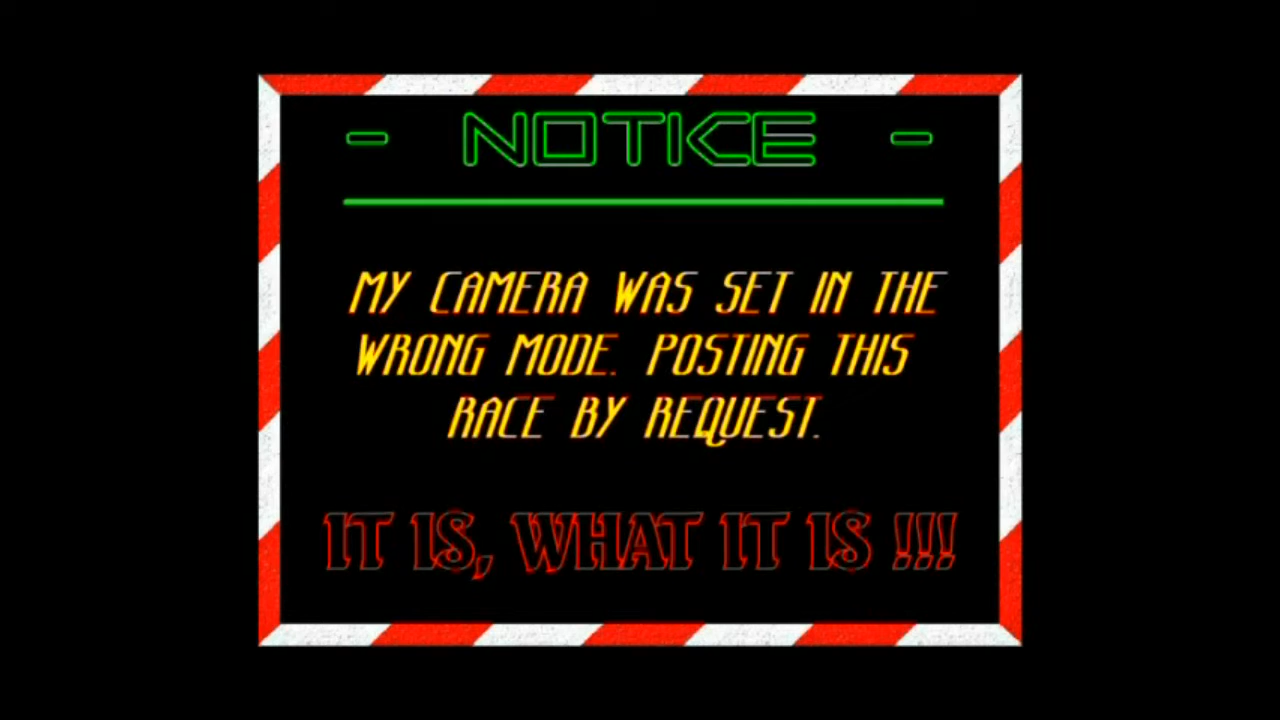 - NOTICE -
MY CAMERA WAS SET IN THE
WRONG MODE. POSTING THIS
RACE BY REQUEST.
IT IS, WHAT IT IS !!!